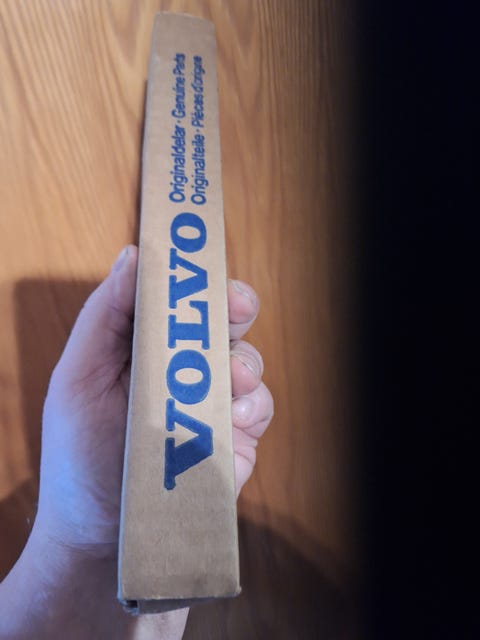 VOLVO
Originaldelar · Genuine Parts
Originalteile · Pièces d'origine